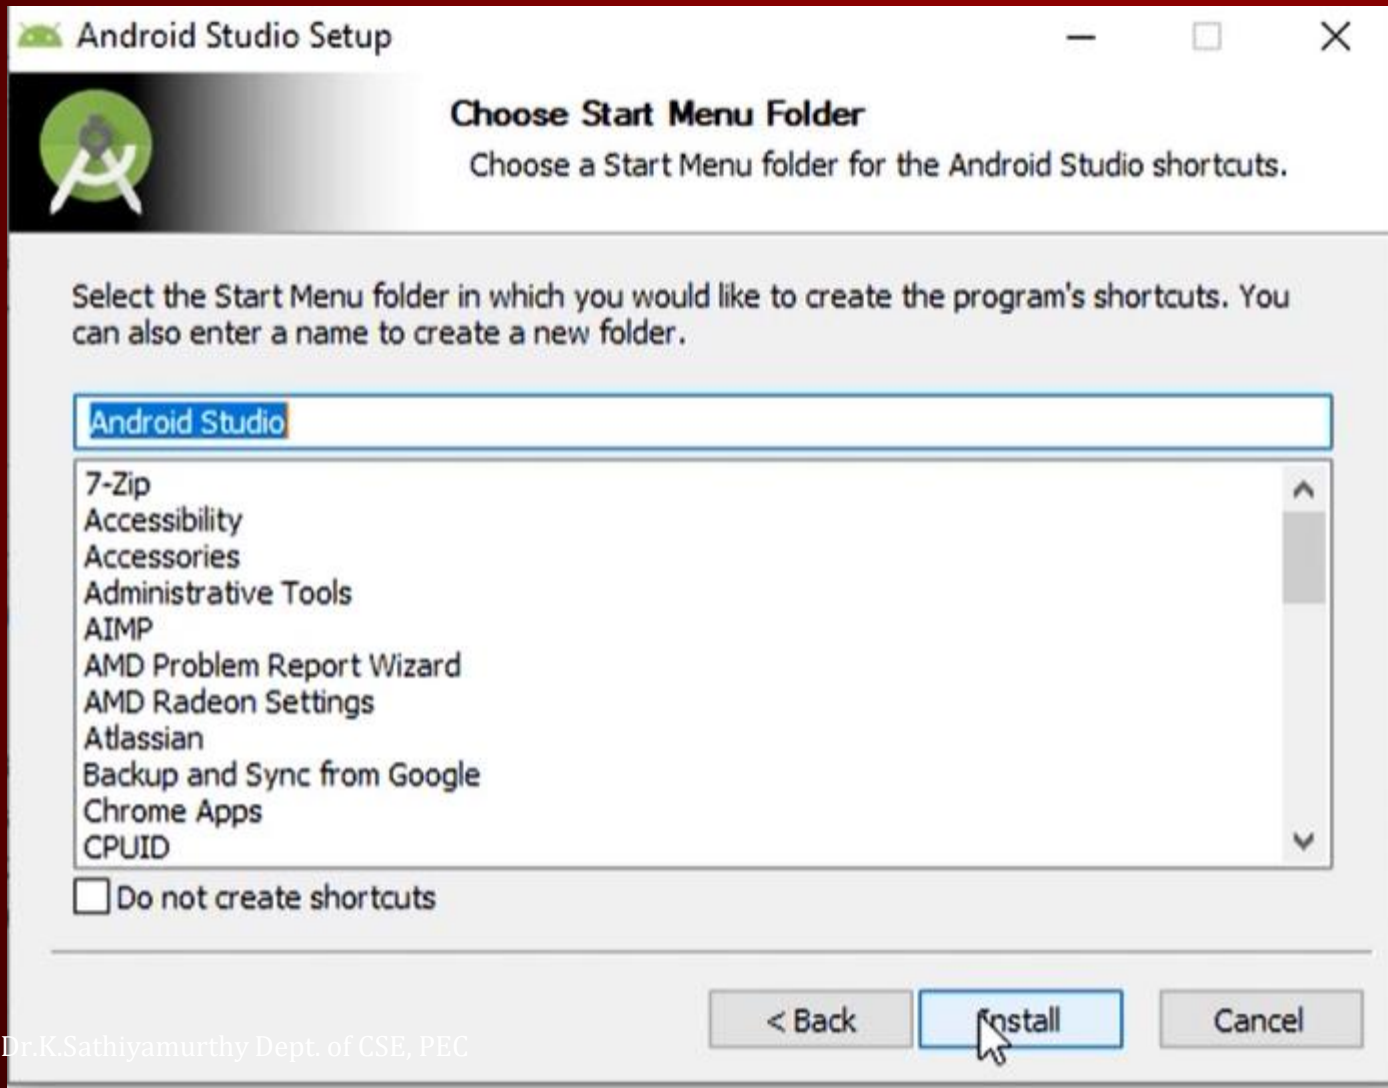 Android Studio Setup
Choose Start Menu Folder
Choose a Start Menu folder for the Android Studio shortcuts.
Select the Start Menu folder in which you would like to create the program's shortcuts. You
can also enter a name to create a new folder.
Android Studio
7-Zip
Accessibility
Accessories
Administrative Tools
AIMP
AMD Problem Report Wizard
AMD Radeon Settings
Atlassian
Backup and Sync from Google
Chrome Apps
CPUID
Do not create shortcuts
< Back Install Cancel
Dr.K.Sathiyamurthy Dept. of CSE, PEC